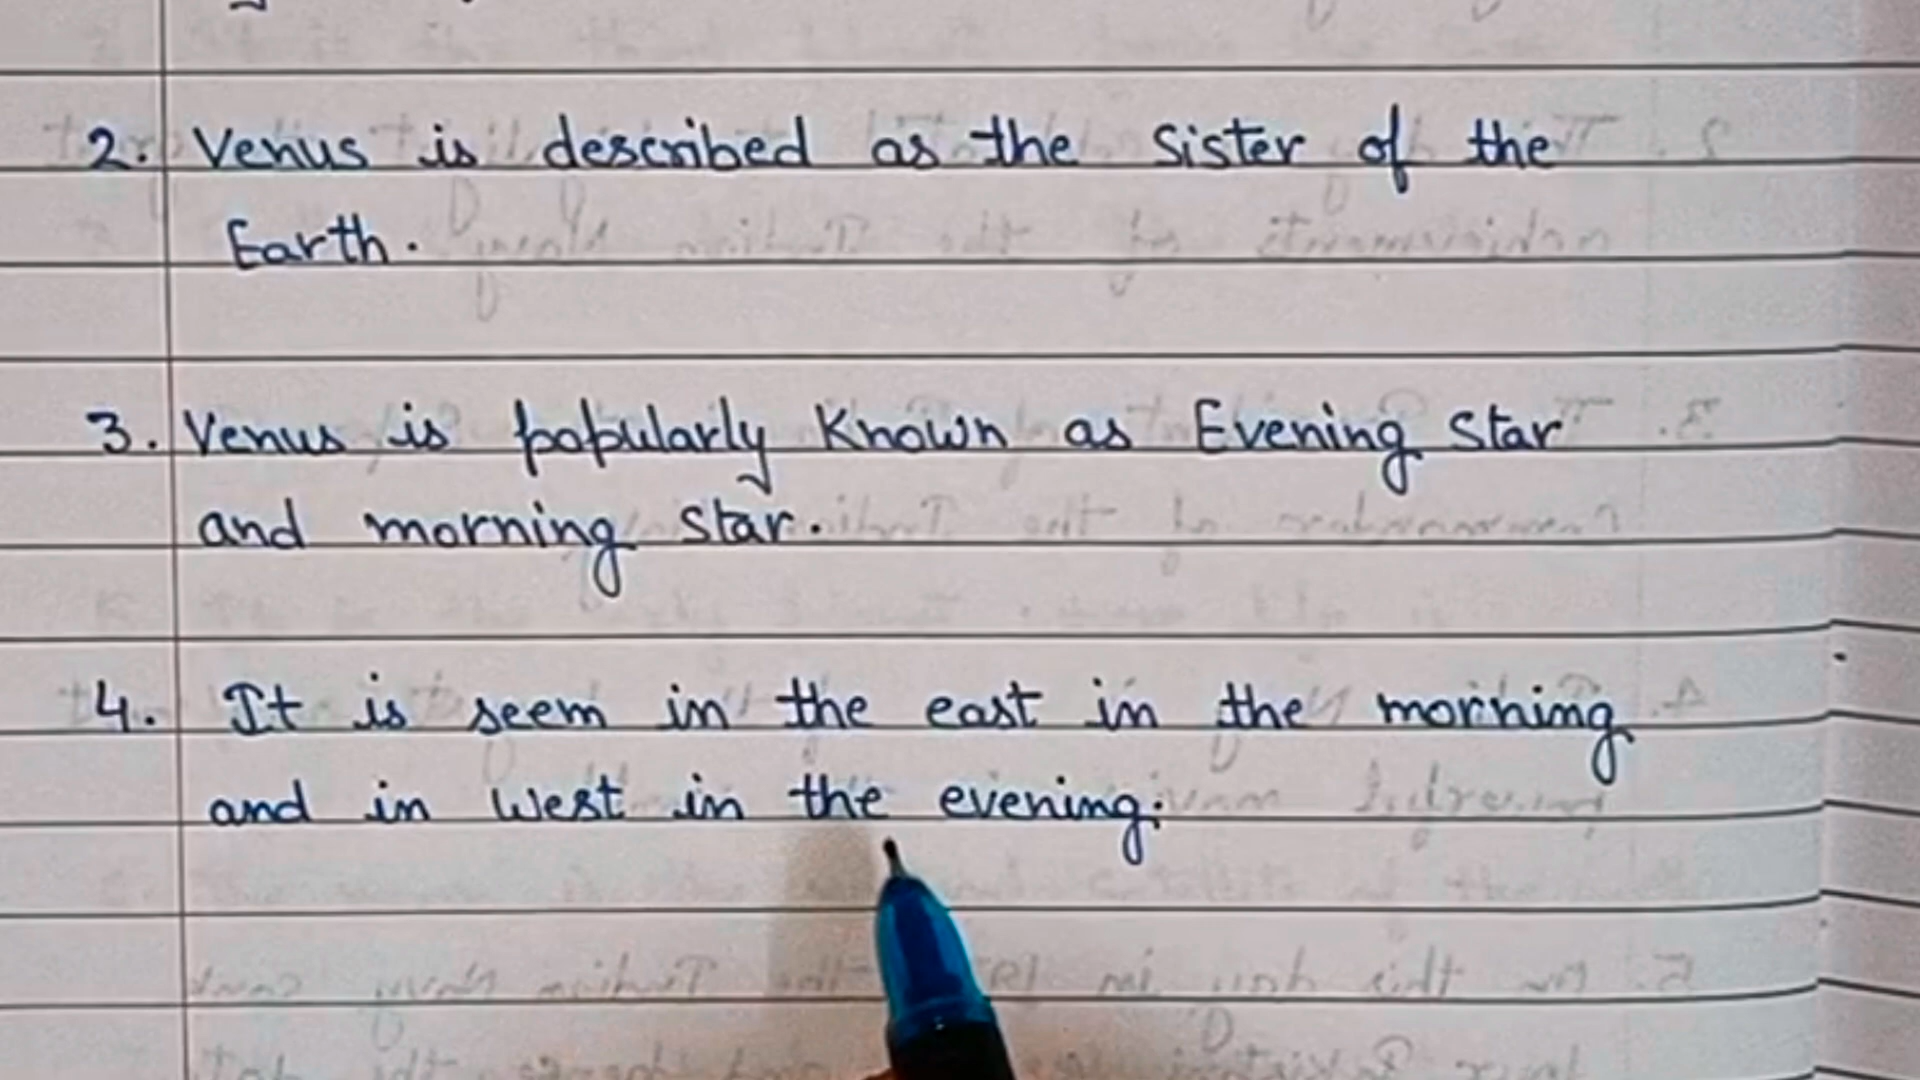 2. Venus is described as the Sister of the
Earth.
3. Venus is popularly Known as Evening Star
and morning Star.
4. It is seem in the east in the morning
and in West in the evening.